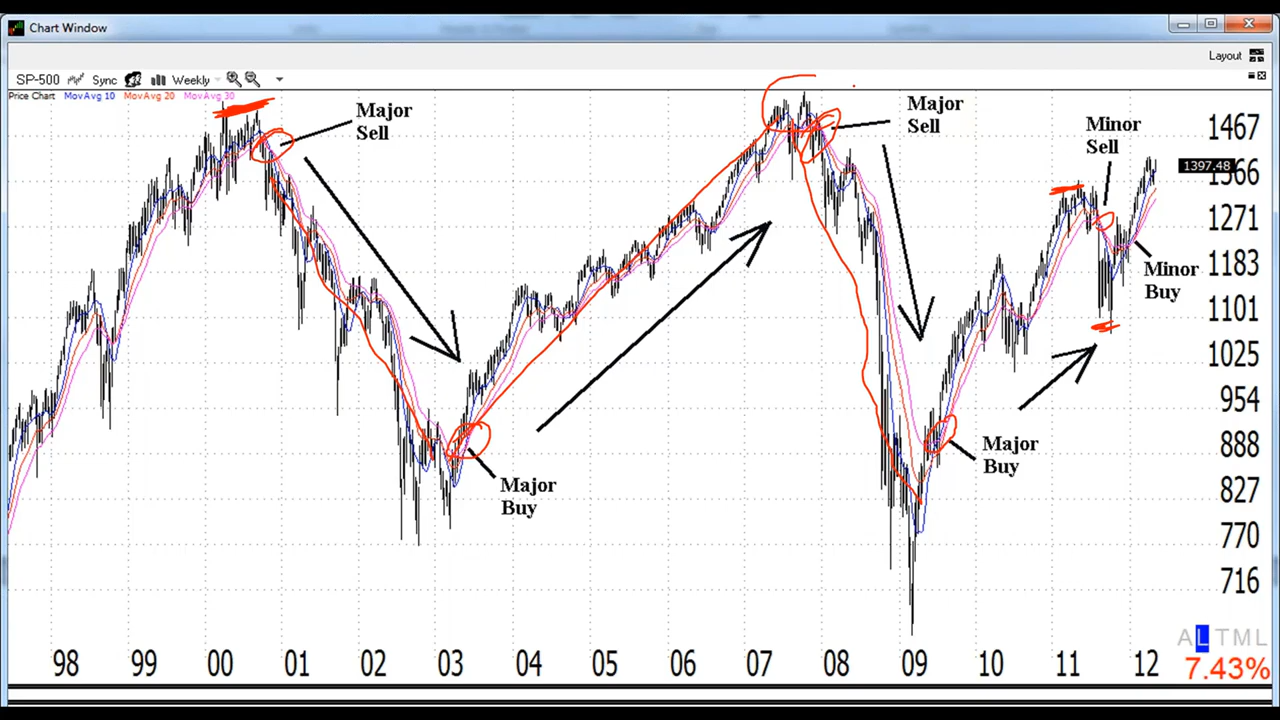 Chart Window
Layout
SP-500 Sync Weekly
Price Chart MovAvg 10 MovAvg 20 MovAvg 30
Major
Sell
Major
Sell
Minor
Sell
1467
1397.48
1366
1271
Minor
Buy
1183
1101
1025
954
Major
Buy
888
Major
Buy
827
770
716
ALTML
7.43%
98 99 00 01 02 03 04 05 06 07 08 09 10 11 12